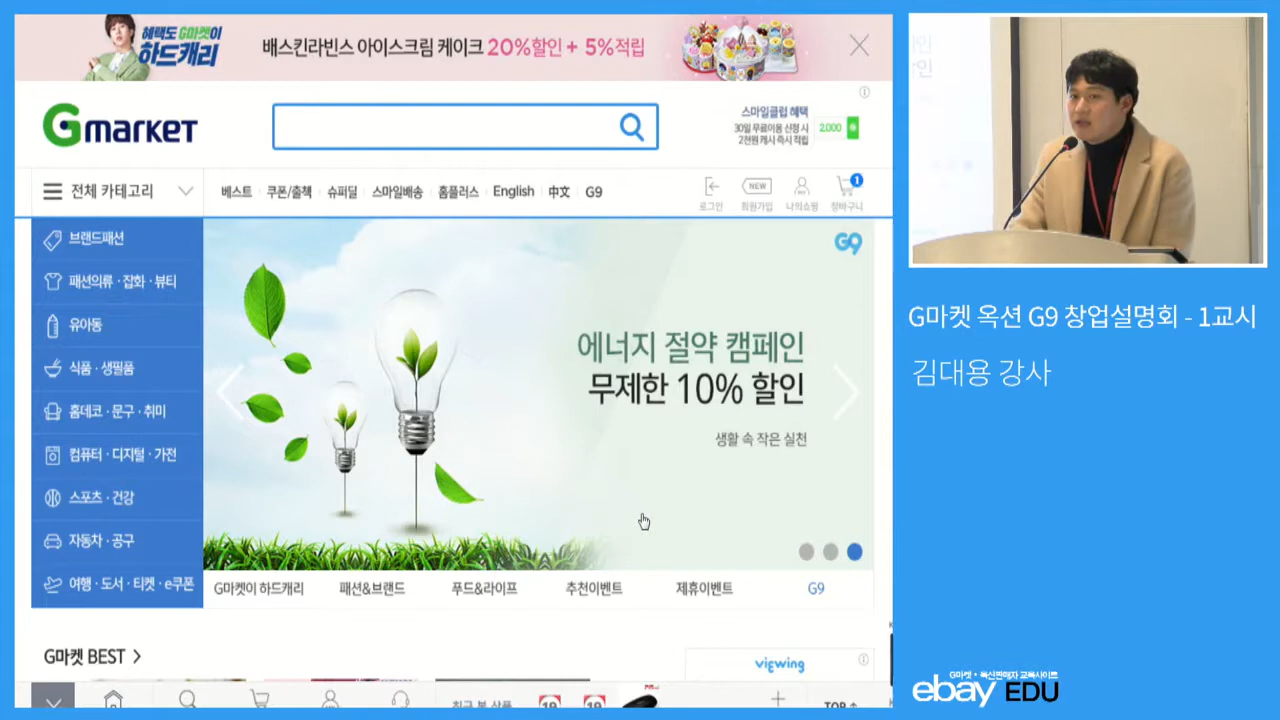 혜택도 G마켓이
하드캐리
배스킨라빈스 아이스크림 케이크 20%할인 + 5%적립
Gmarket
스마일클럽 혜택
30일 무료이용 신청 시
2천원 캐시 즉시 적립
2,000
전체 카테고리
베스트 쿠폰/출첵 슈퍼딜 스마일배송 홈플러스 English 中文 G9
NEW
1
로그인 회원가입 나의쇼핑 장바구니
브랜드패션
패션의류 · 잡화 · 뷰티
유아동
식품 · 생필품
홈데코 · 문구 · 취미
컴퓨터 · 디지털 · 가전
스포츠 · 건강
자동차 · 공구
여행 · 도서 · 티켓 · e쿠폰
G9
에너지 절약 캠페인
무제한 10% 할인
생활 속 작은 실천
G마켓이 하드캐리 패션&브랜드 푸드&라이프 추천이벤트 제휴이벤트 G9
G마켓 BEST >
viewing
최근 본 상품
19 19
TOP
G마켓 옥션 G9 창업설명회 - 1교시
김대용 강사
G마켓 · 옥션판매자 교육사이트
ebay EDU